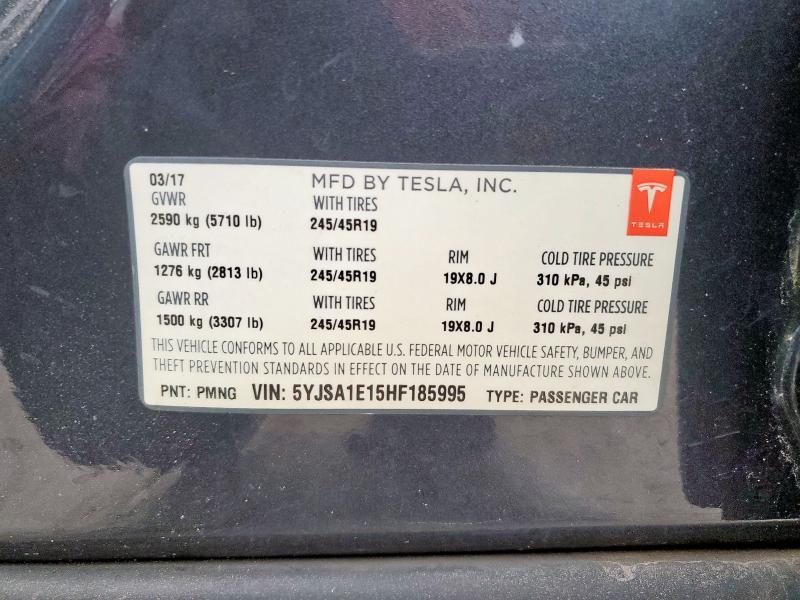 03/17 MFD BY TESLA, INC.
GVWR WITH TIRES
2590 kg (5710 lb) 245/45R19
TESLA
GAWR FRT WITH TIRES RIM COLD TIRE PRESSURE
1276 kg (2813 lb) 245/45R19 19X8.0 J 310 kPa, 45 psi
GAWR RR WITH TIRES RIM COLD TIRE PRESSURE
1500 kg (3307 lb) 245/45R19 19X8.0 J 310 kPa, 45 psi
THIS VEHICLE CONFORMS TO ALL APPLICABLE U.S. FEDERAL MOTOR VEHICLE SAFETY, BUMPER, AND
THEFT PREVENTION STANDARDS IN EFFECT ON THE DATE OF MANUFACTURE SHOWN ABOVE.
PNT: PMNG VIN: 5YJSA1E15HF185995 TYPE: PASSENGER CAR